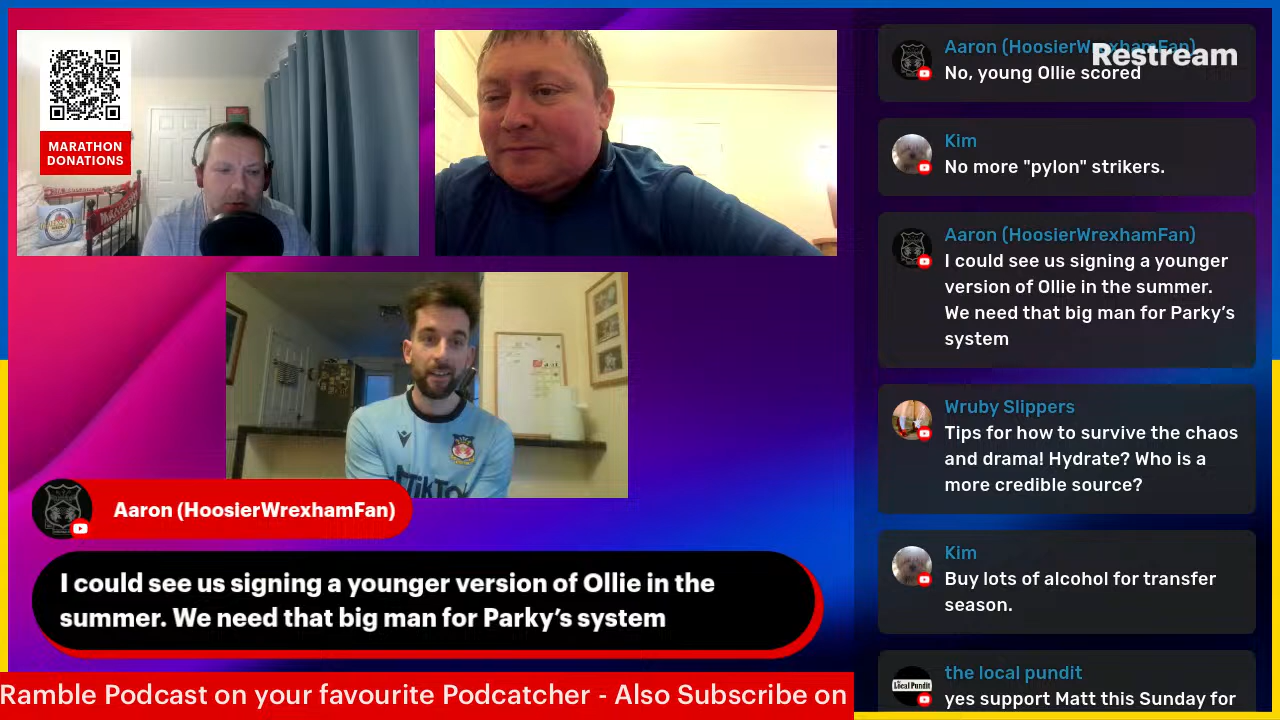 MARATHON
DONATIONS
TikTo
Aaron (HoosierWrexhamFan)
I could see us signing a younger version of Ollie in the
summer. We need that big man for Parky's system
Ramble Podcast on your favourite Podcatcher - Also Subscribe on
Restream
Aaron (HoosierWrexhamFan)
No, young Ollie scored
Kim
No more "pylon" strikers.
Aaron (HoosierWrexhamFan)
I could see us signing a younger
version of Ollie in the summer.
We need that big man for Parky's
system
Wruby Slippers
Tips for how to survive the chaos
and drama! Hydrate? Who is a
more credible source?
Kim
Buy lots of alcohol for transfer
season.
the local pundit
Local Pundit
yes support Matt this Sunday for